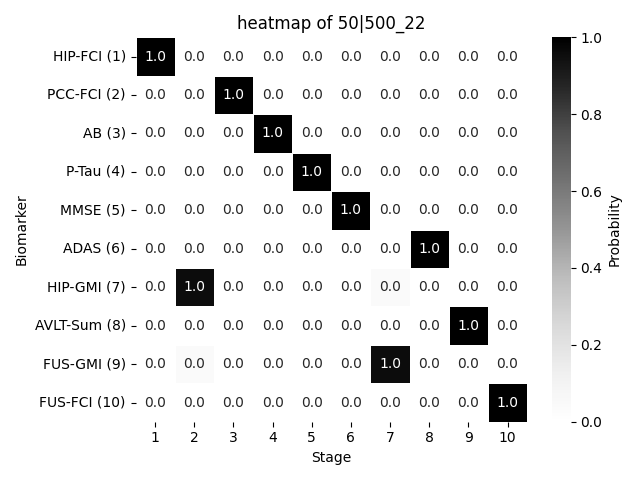 heatmap of 50|500_22
HIP-FCI (1) 1.0 0.0 0.0 0.0 0.0 0.0 0.0 0.0 0.0 0.0
PCC-FCI (2) 0.0 0.0 1.0 0.0 0.0 0.0 0.0 0.0 0.0 0.0
AB (3) 0.0 0.0 0.0 1.0 0.0 0.0 0.0 0.0 0.0 0.0
P-Tau (4) 0.0 0.0 0.0 0.0 1.0 0.0 0.0 0.0 0.0 0.0
MMSE (5) 0.0 0.0 0.0 0.0 0.0 1.0 0.0 0.0 0.0 0.0
ADAS (6) 0.0 0.0 0.0 0.0 0.0 0.0 0.0 1.0 0.0 0.0
HIP-GMI (7) 0.0 1.0 0.0 0.0 0.0 0.0 0.0 0.0 0.0 0.0
AVLT-Sum (8) 0.0 0.0 0.0 0.0 0.0 0.0 0.0 0.0 1.0 0.0
FUS-GMI (9) 0.0 0.0 0.0 0.0 0.0 0.0 1.0 0.0 0.0 0.0
FUS-FCI (10) 0.0 0.0 0.0 0.0 0.0 0.0 0.0 0.0 0.0 1.0
1 2 3 4 5 6 7 8 9 10
Stage
Biomarker
1.0
0.8
0.6
0.4
0.2
0.0
Probability